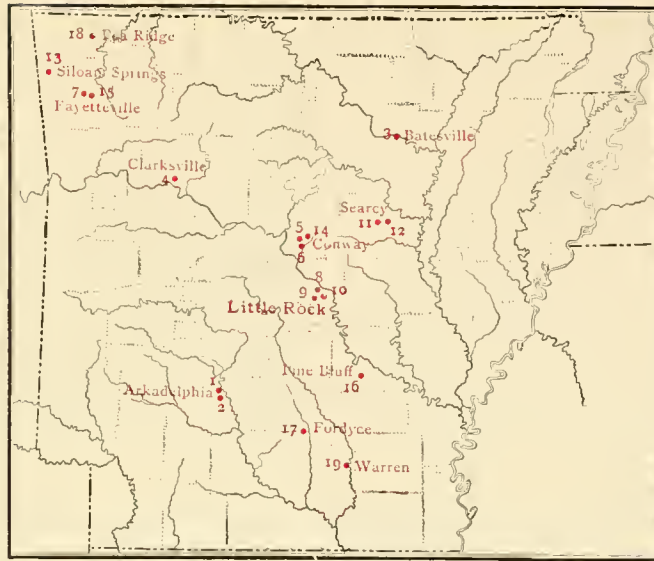 18 Pea Ridge
13
Siloam Springs
7 15
Fayetteville
3 Batesville
Clarksville
4
Searcy
11 12
5 14
Conway
6
8
9 10
Little Rock
Pine Bluff
16
1
Arkadelphia
2
17 Fordyce
19 Warren